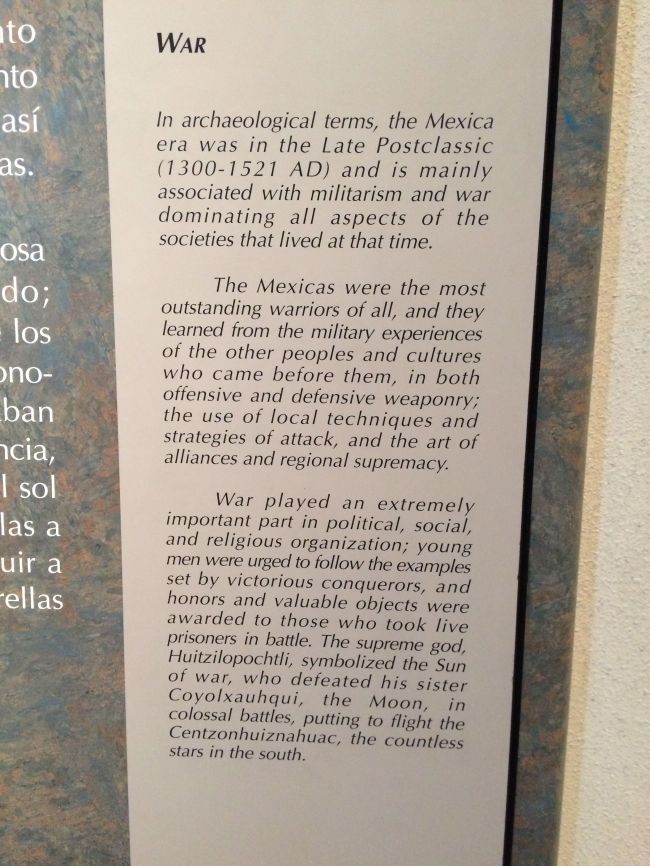 nto
nto
así
as.
osa
do;
los
ono-
aban
ncia,
l sol
las a
uir a
rellas
WAR
In archaeological terms, the Mexica
era was in the Late Postclassic
(1300-1521 AD) and is mainly
associated with militarism and war
dominating all aspects of the
societies that lived at that time.
The Mexicas were the most
outstanding warriors of all, and they
learned from the military experiences
of the other peoples and cultures
who came before them, in both
offensive and defensive weaponry;
the use of local techniques and
strategies of attack, and the art of
alliances and regional supremacy.
War played an extremely
important part in political, social,
and religious organization; young
men were urged to follow the examples
set by victorious conquerors, and
honors and valuable objects were
awarded to those who took live
prisoners in battle. The supreme god,
Huitzilopochtli, symbolized the Sun
of war, who defeated his sister
Coyolxauhqui, the Moon, in
colossal battles, putting to flight the
Centzonhuiznahuac, the countless
stars in the south.